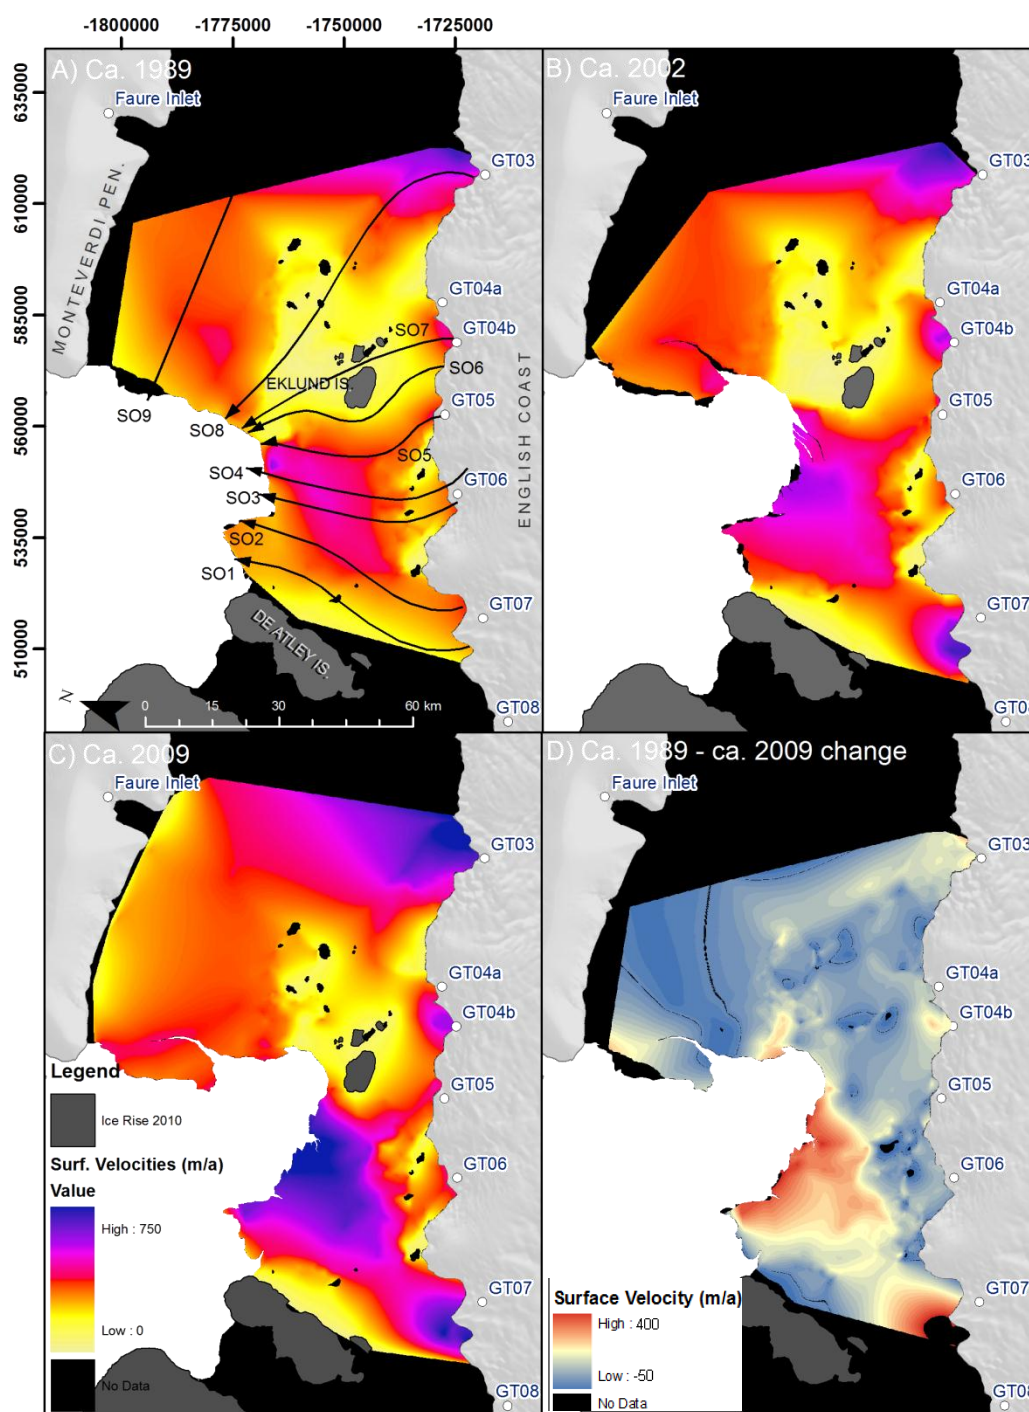 -1800000 -1775000 -1750000 -1725000
A) Ca. 1989
635000
610000
585000
560000
535000
510000
Faure Inlet
MONTEVERDI PEN.
GT03
GT04a
GT04b
SO7
SO6
EKLUND IS.
GT05
SO9
SO8
SO5
SO4
GT06
SO3
SO2
SO1
ENGLISH COAST
GT07
DE ATLEY IS.
N
0 15 30 60 km
GT08
B) Ca. 2002
Faure Inlet
GT03
GT04a
GT04b
GT05
GT06
GT07
GT08
C) Ca. 2009
Faure Inlet
GT03
GT04a
GT04b
GT05
GT06
GT07
GT08
Legend
Ice Rise 2010
Surf. Velocities (m/a)
Value
High : 750
Low : 0
No Data
D) Ca. 1989 - ca. 2009 change
Faure Inlet
GT03
GT04a
GT04b
GT05
GT06
GT07
GT08
Surface Velocity (m/a)
High : 400
Low : -50
No Data